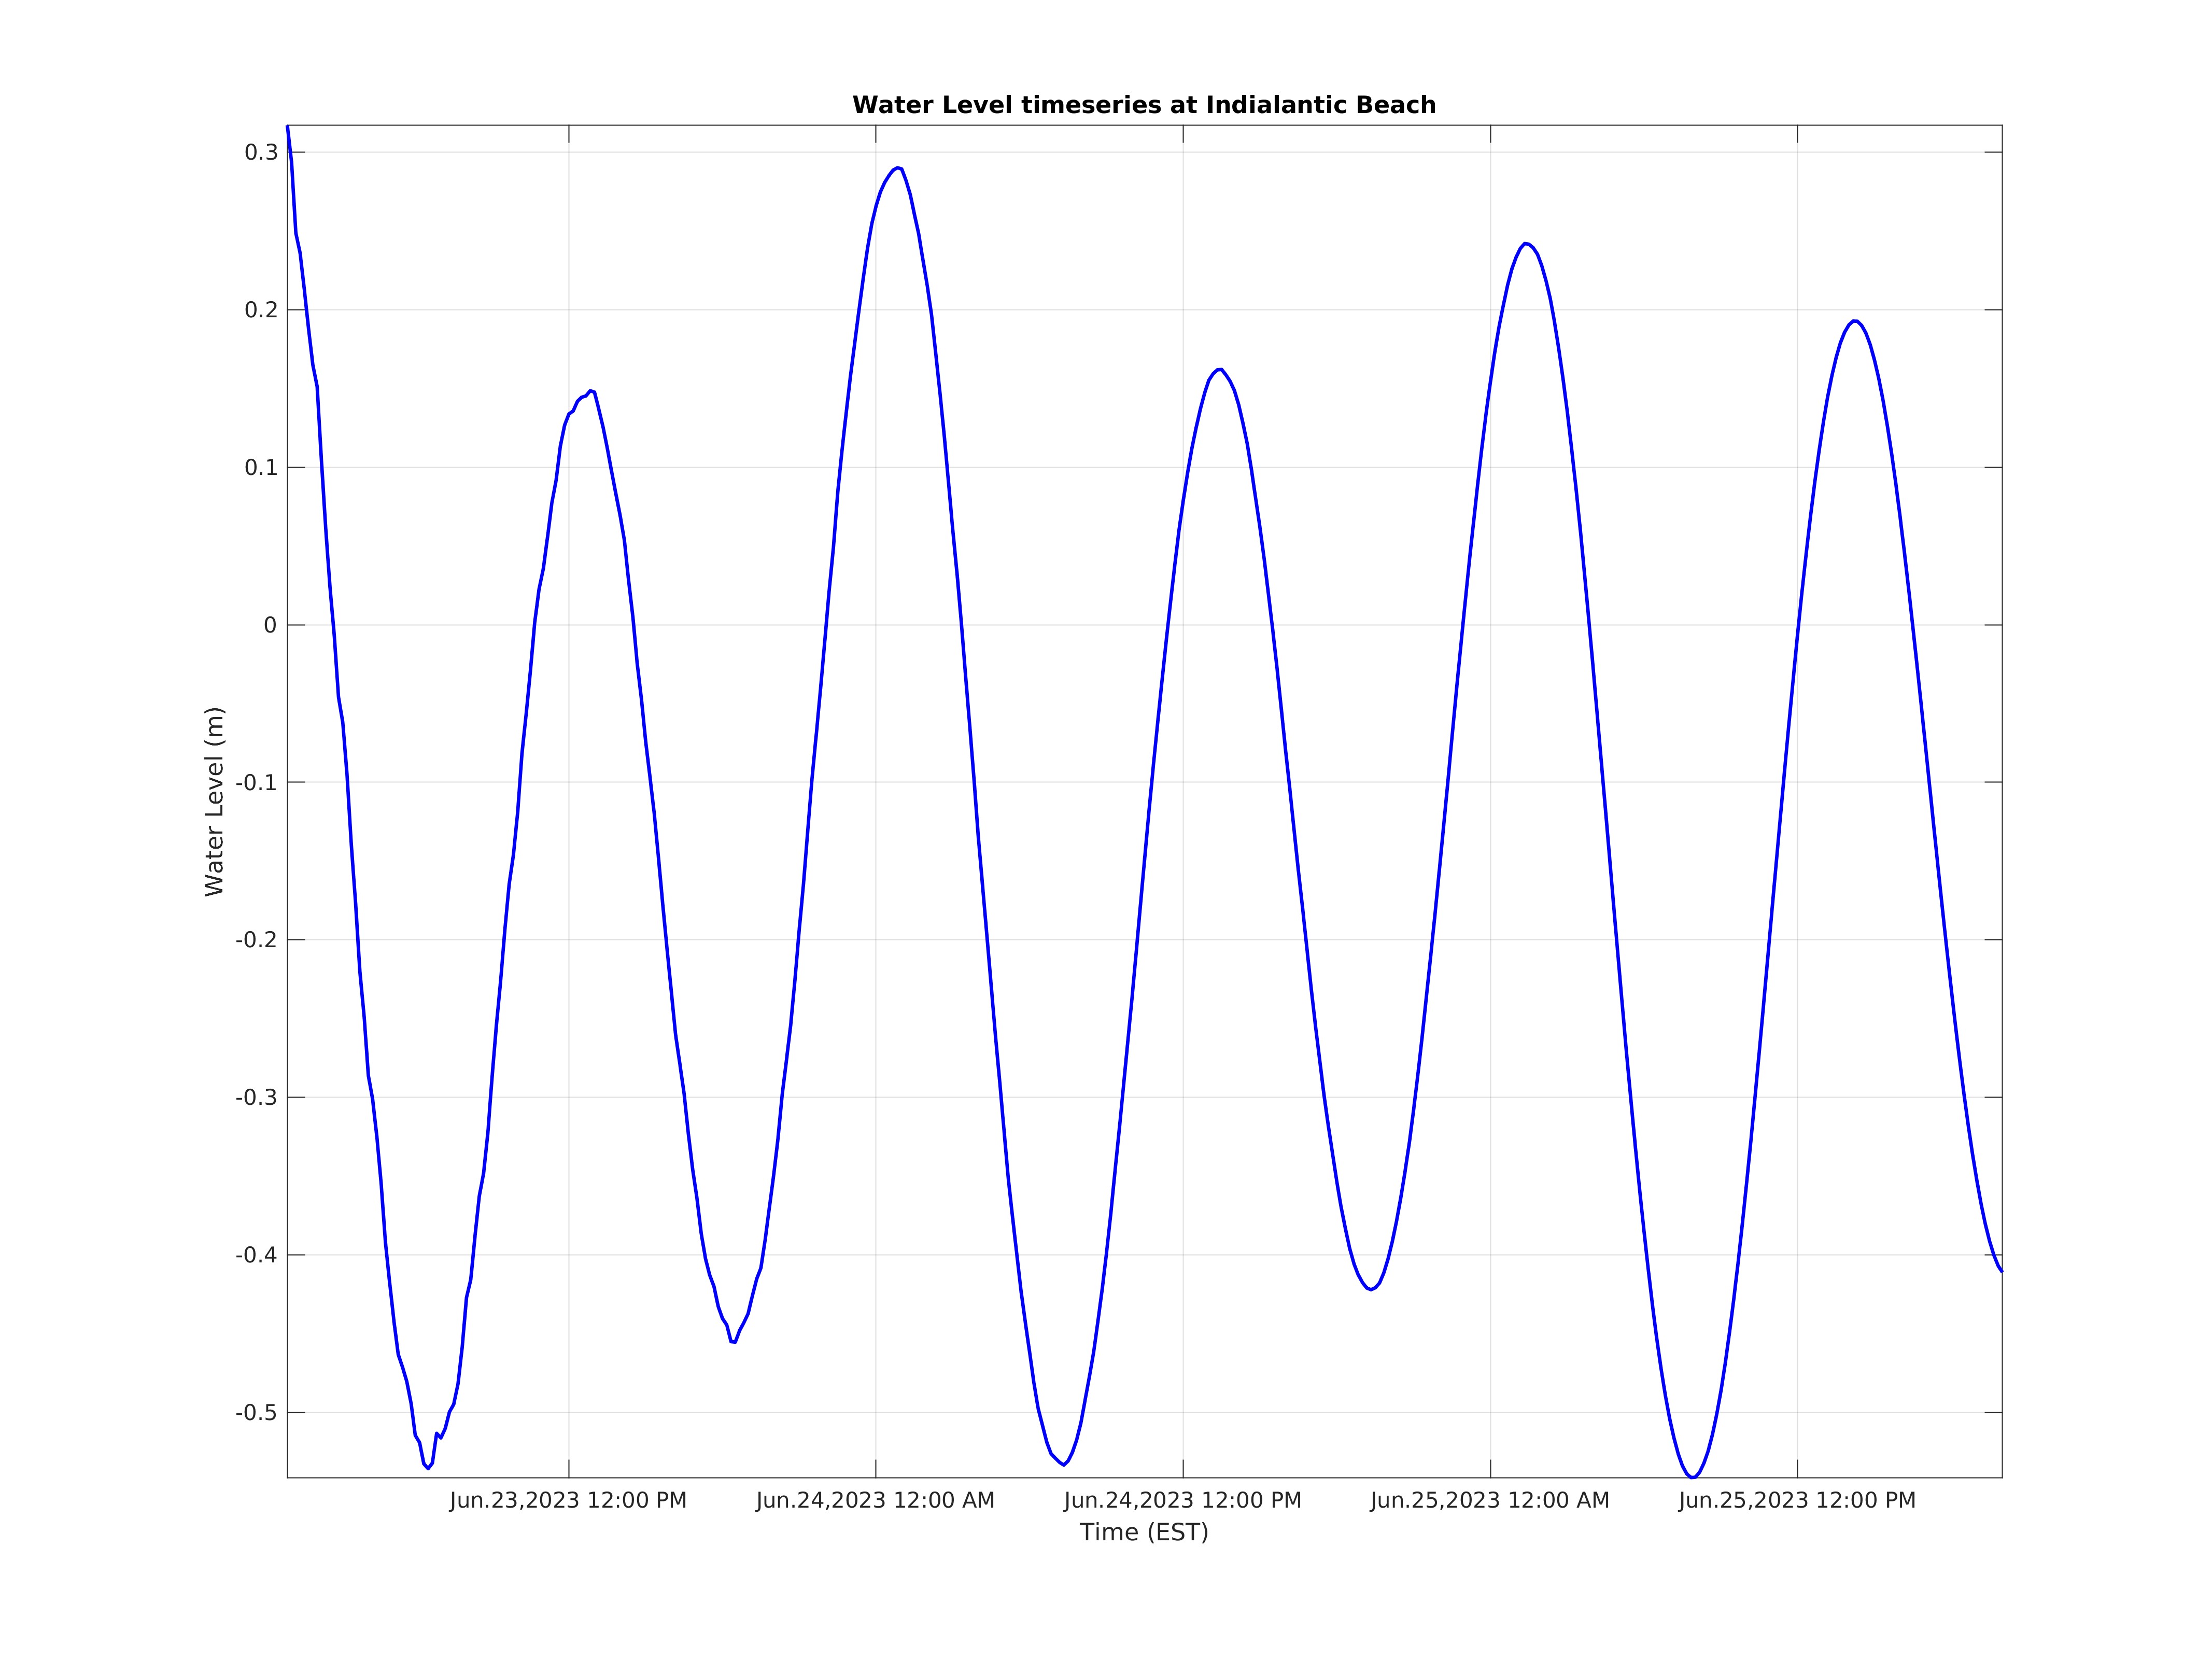 Water Level timeseries at Indialantic Beach
0.3
0.2
0.1
0
-0.1
-0.2
-0.3
-0.4
-0.5
Water Level (m)
Jun.23,2023 12:00 PM
Jun.24,2023 12:00 AM
Jun.24,2023 12:00 PM
Jun.25,2023 12:00 AM
Jun.25,2023 12:00 PM
Time (EST)